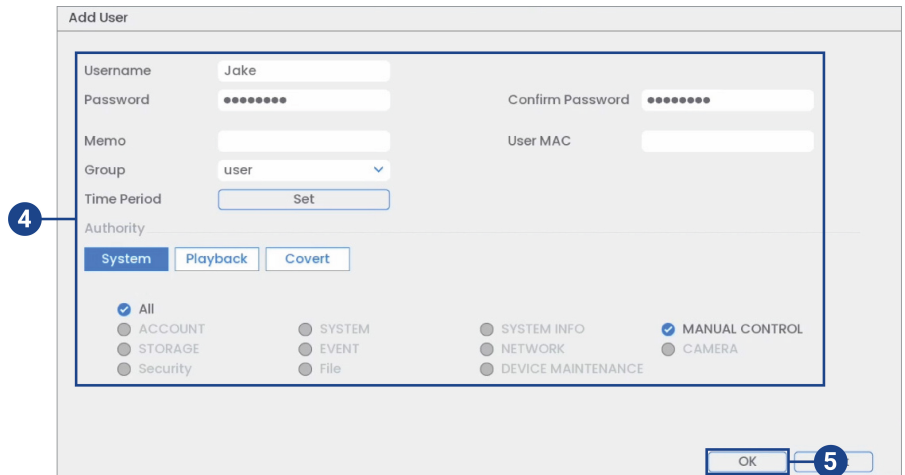 Add User
Username Jake
Password ●●●●●●●● Confirm Password ●●●●●●●●
Memo User MAC
Group user
Time Period Set
4
Authority
System Playback Covert
All
ACCOUNT SYSTEM SYSTEM INFO MANUAL CONTROL
STORAGE EVENT NETWORK CAMERA
Security File DEVICE MAINTENANCE
OK 5